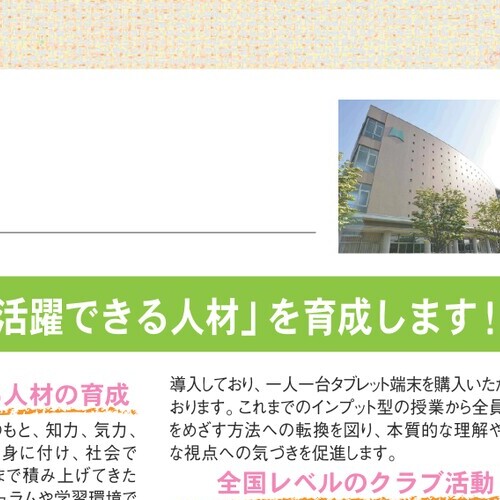 活躍できる人材」を育成します！
人材の育成
のもと、知力、気力、
身に付け、社会で
まで積み上げてきた
ュラムや学習環境で
導入しており、一人一台タブレット端末を購入いただ
おります。これまでのインプット型の授業から全員
をめざす方法への転換を図り、本質的な理解や
な視点への気づきを促進します。
全国レベルのクラブ活動